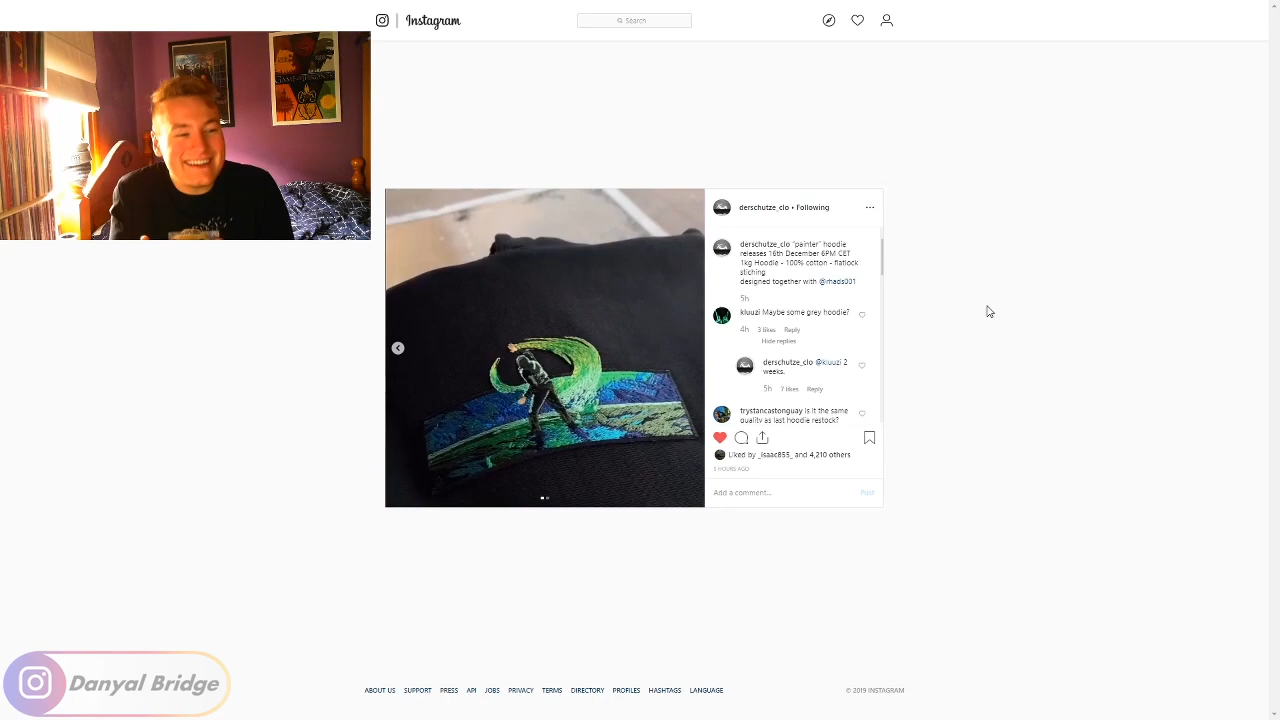 Instagram
Search
GAME OF THRONES
derschutze_clo • Following
derschutze_clo "painter" hoodie
releases 16th December 6PM CET
1kg Hoodie - 100% cotton - flatlock
stiching
designed together with @rhads001
5h
kluuzi Maybe some grey hoodie?
4h 3 likes Reply
Hide replies
derschutze_clo @kluuzi 2
weeks.
5h 7 likes Reply
trystancastonguay Is it the same
quality as last hoodie restock?
Liked by _isaac855_ and 4,210 others
5 HOURS AGO
Add a comment... Post
Danyal Bridge
ABOUT US SUPPORT PRESS API JOBS PRIVACY TERMS DIRECTORY PROFILES HASHTAGS LANGUAGE
© 2019 INSTAGRAM